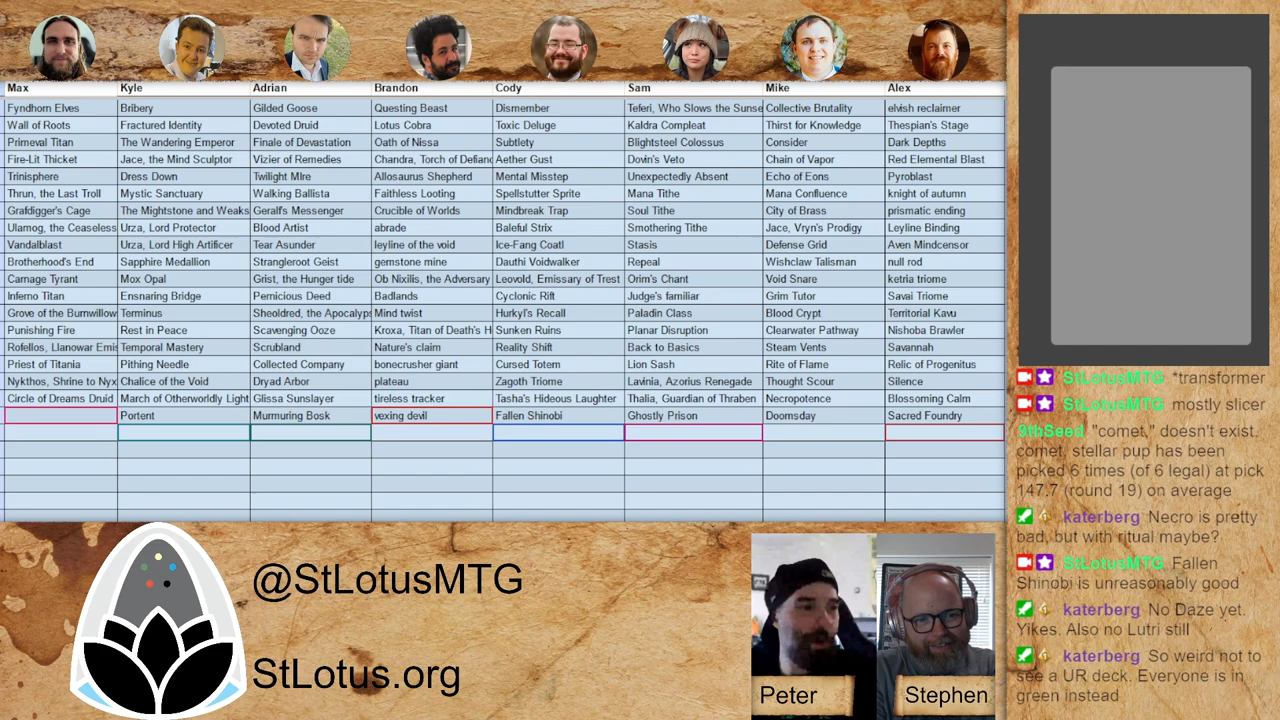 Max Kyle Adrian Brandon Cody Sam Mike Alex
Fyndhorn Elves Bribery Gilded Goose Questing Beast Dismember Teferi, Who Slows the Sunse Collective Brutality elvish reclaimer
Wall of Roots Fractured Identity Devoted Druid Lotus Cobra Toxic Deluge Kaldra Compleat Thirst for Knowledge Thespian's Stage
Primeval Titan The Wandering Emperor Finale of Devastation Oath of Nissa Subtlety Blightsteel Colossus Consider Dark Depths
Fire-Lit Thicket Jace, the Mind Sculptor Vizier of Remedies Chandra, Torch of Defianc Aether Gust Dovin's Veto Chain of Vapor Red Elemental Blast
Trinisphere Dress Down Twilight MIre Allosaurus Shepherd Mental Misstep Unexpectedly Absent Echo of Eons Pyroblast
Thrun, the Last Troll Mystic Sanctuary Walking Ballista Faithless Looting Spellstutter Sprite Mana Tithe Mana Confluence knight of autumn
Grafdigger's Cage The Mightstone and Weaks Geralf's Messenger Crucible of Worlds Mindbreak Trap Soul Tithe City of Brass prismatic ending
Ulamog, the Ceaseless Urza, Lord Protector Blood Artist abrade Baleful Strix Smothering Tithe Jace, Vryn's Prodigy Leyline Binding
Vandalblast Urza, Lord High Artificer Tear Asunder leyline of the void Ice-Fang Coatl Stasis Defense Grid Aven Mindcensor
Brotherhood's End Sapphire Medallion Strangleroot Geist gemstone mine Dauthi Voidwalker Repeal Wishclaw Talisman null rod
Carnage Tyrant Mox Opal Grist, the Hunger tide Ob Nixilis, the Adversary Leovold, Emissary of Trest Orim's Chant Void Snare ketria triome
Inferno Titan Ensnaring Bridge Pernicious Deed Badlands Cyclonic Rift Judge's familiar Grim Tutor Savai Triome
Grove of the Burnwillow Terminus Sheoldred, the Apocalyps Mind twist Hurkyl's Recall Paladin Class Blood Crypt Territorial Kavu
Punishing Fire Rest in Peace Scavenging Ooze Kroxa, Titan of Death's H Sunken Ruins Planar Disruption Clearwater Pathway Nishoba Brawler
Rofellos, Llanowar Emis Temporal Mastery Scrubland Nature's claim Reality Shift Back to Basics Steam Vents Savannah
Priest of Titania Pithing Needle Collected Company bonecrusher giant Cursed Totem Lion Sash Rite of Flame Relic of Progenitus
Nykthos, Shrine to Nyx Chalice of the Void Dryad Arbor plateau Zagoth Triome Lavinia, Azorius Renegade Thought Scour Silence
Circle of Dreams Druid March of Otherworldly Light Glissa Sunslayer tireless tracker Tasha's Hideous Laughter Thalia, Guardian of Thraben Necropotence Blossoming Calm
Portent Murmuring Bosk vexing devil Fallen Shinobi Ghostly Prison Doomsday Sacred Foundry
StLotusMTG *transformer
StLotusMTG mostly slicer
9thSeed "comet," doesn't exist.
comet, stellar pup has been
picked 6 times (of 6 legal) at pick
147.7 (round 19) on average
katerberg Necro is pretty
bad, but with ritual maybe?
StLotusMTG Fallen
Shinobi is unreasonably good
katerberg No Daze yet.
Yikes. Also no Lutri still
katerberg So weird not to
see a UR deck. Everyone is in
green instead
@StLotusMTG
StLotus.org
Peter
Stephen